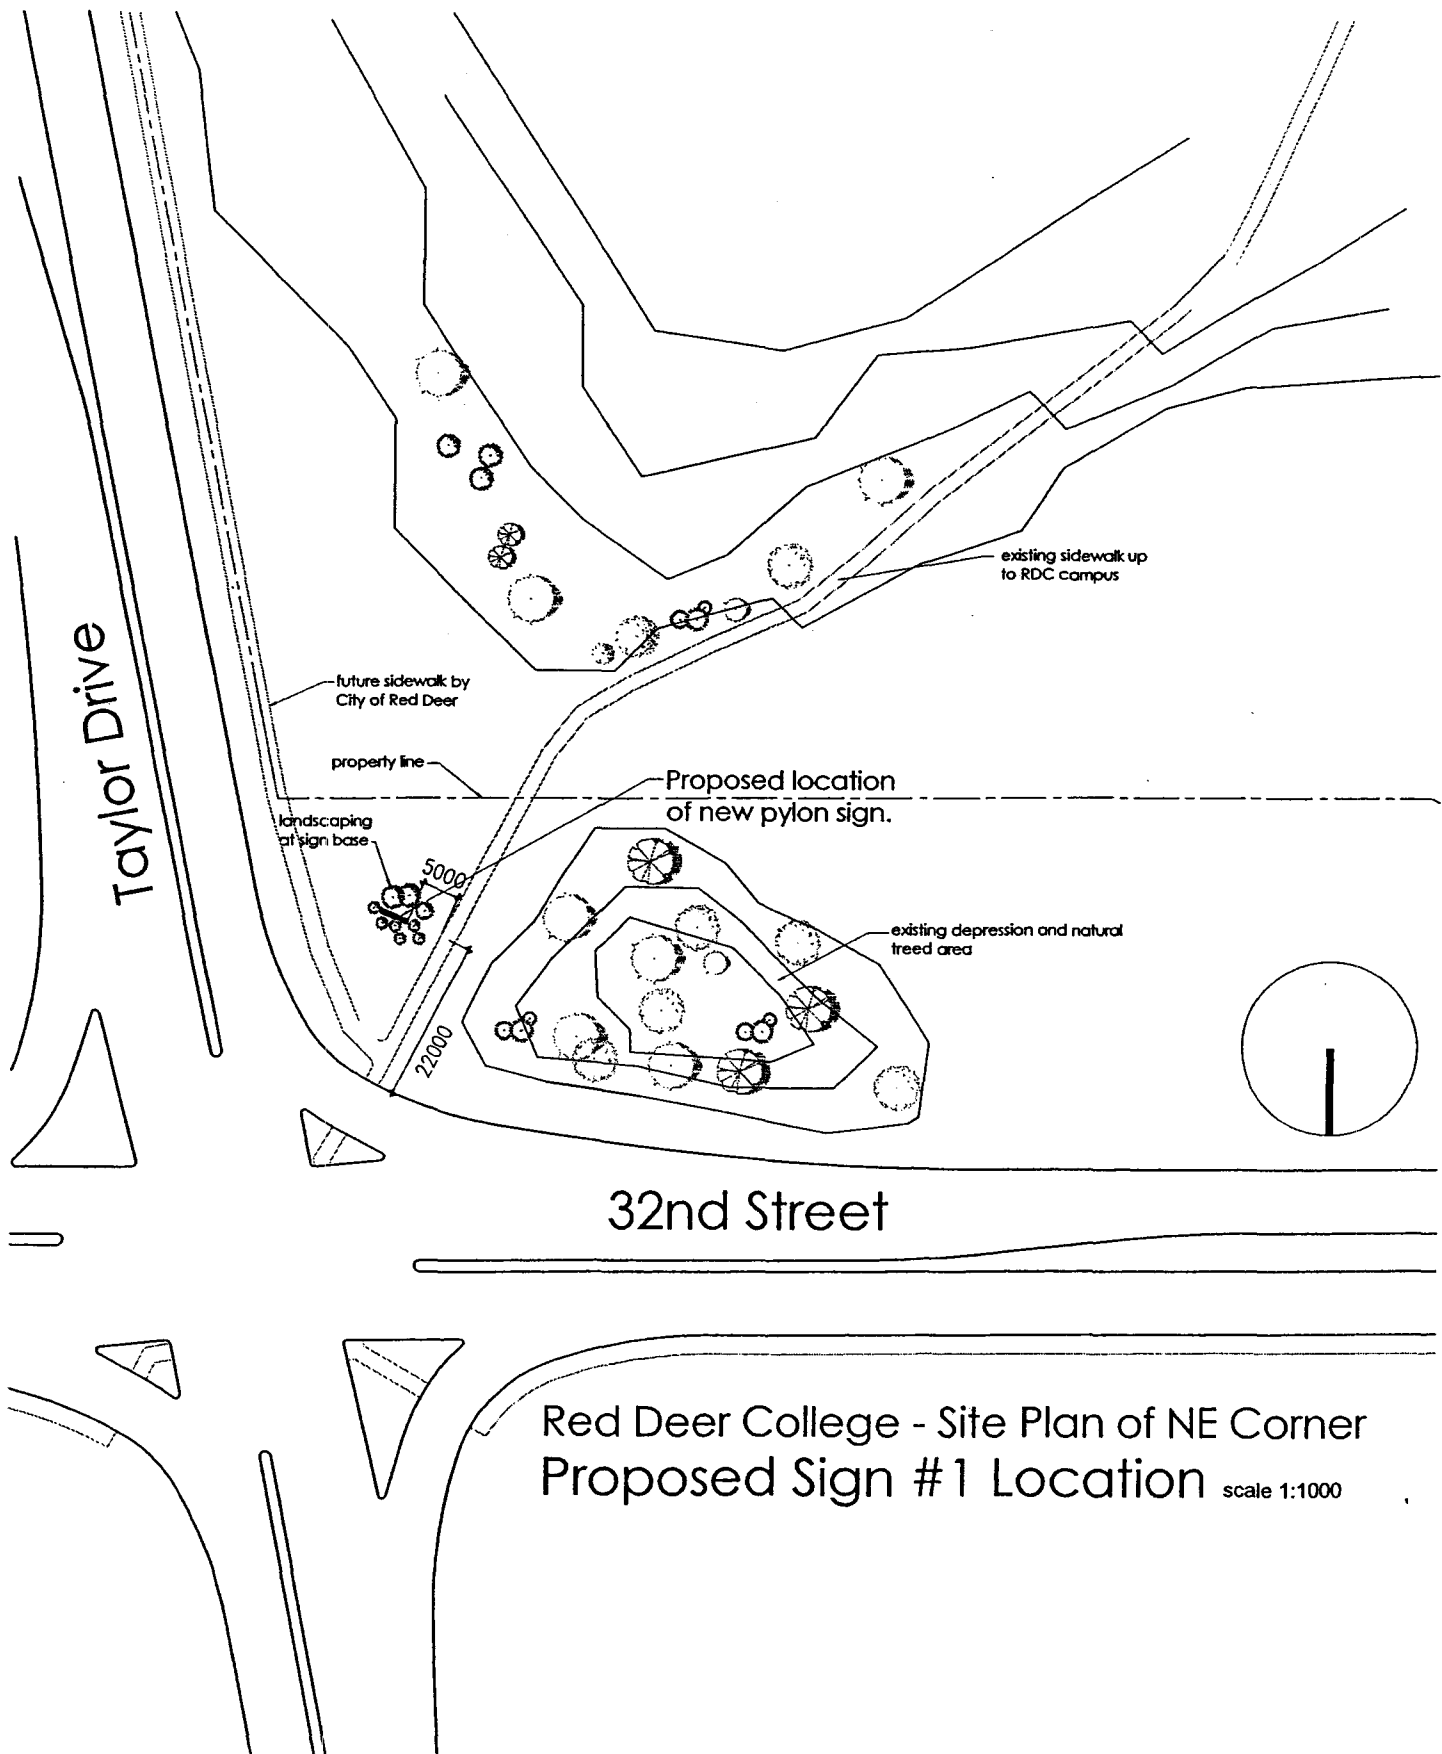 existing sidewalk up
to RDC campus
future sidewalk by
City of Red Deer
Taylor Drive
property line
Proposed location
of new pylon sign.
landscaping
at sign base
5000
existing depression and natural
treed area
22000
32nd Street
Red Deer College - Site Plan of NE Corner
Proposed Sign #1 Location scale 1:1000